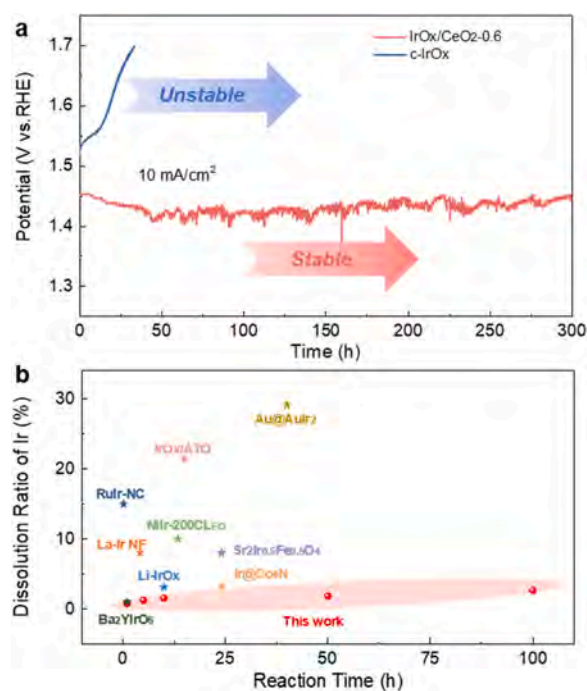 a
IrOx/CeO2-0.6
c-IrOx
Unstable
10 mA/cm²
Stable
Potential (V vs.RHE)
1.7
1.6
1.5
1.4
1.3
0 50 100 150 200 250 300
Time (h)
b
Dissolution Ratio of Ir (%)
30
20
10
0
Au@AuIr₂
IrOx/ATO
RuIr-NC
NiIr-200CL
La-Ir NF
Sr2Ir0.5Fe0.5O4
Li-IrOx
Ir@Co4N
Ba2YIrO6
This work
0 25 50 75 100
Reaction Time (h)